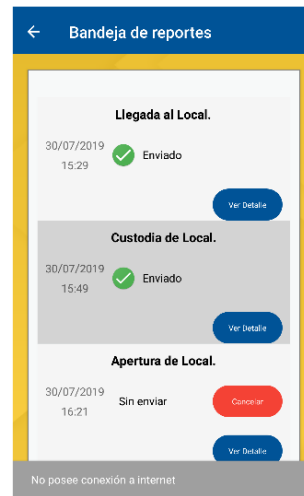 Bandeja de reportes
Llegada al Local.
30/07/2019
15:29
Enviado
Ver Detalle
Custodia de Local.
30/07/2019
15:49
Enviado
Ver Detalle
Apertura de Local.
30/07/2019
16:21
Sin enviar
Cancelar
Ver Detalle
No posee conexión a internet